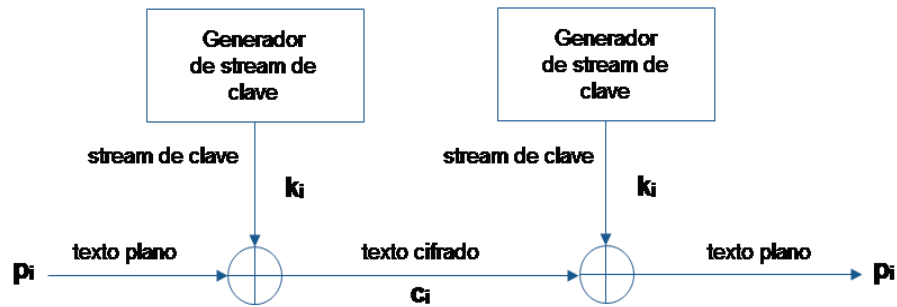 Generador
de stream de
clave
Generador
de stream de
clave
stream de clave
stream de clave
ki
ki
texto plano
texto cifrado
texto plano
pi
ci
pi